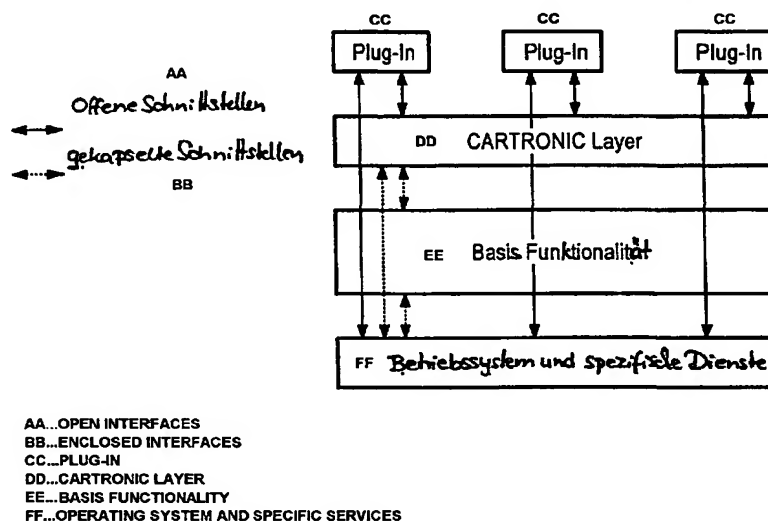 CC CC CC
Plug-In Plug-In Plug-In
AA
Offene Schnittstellen
DD CARTRONIC Layer
gekapselte Schnittstellen
BB
EE Basis Funktionalität
FF Betriebssystem und spezifische Dienste
AA...OPEN INTERFACES
BB...ENCLOSED INTERFACES
CC...PLUG-IN
DD...CARTRONIC LAYER
EE...BASIS FUNCTIONALITY
FF...OPERATING SYSTEM AND SPECIFIC SERVICES